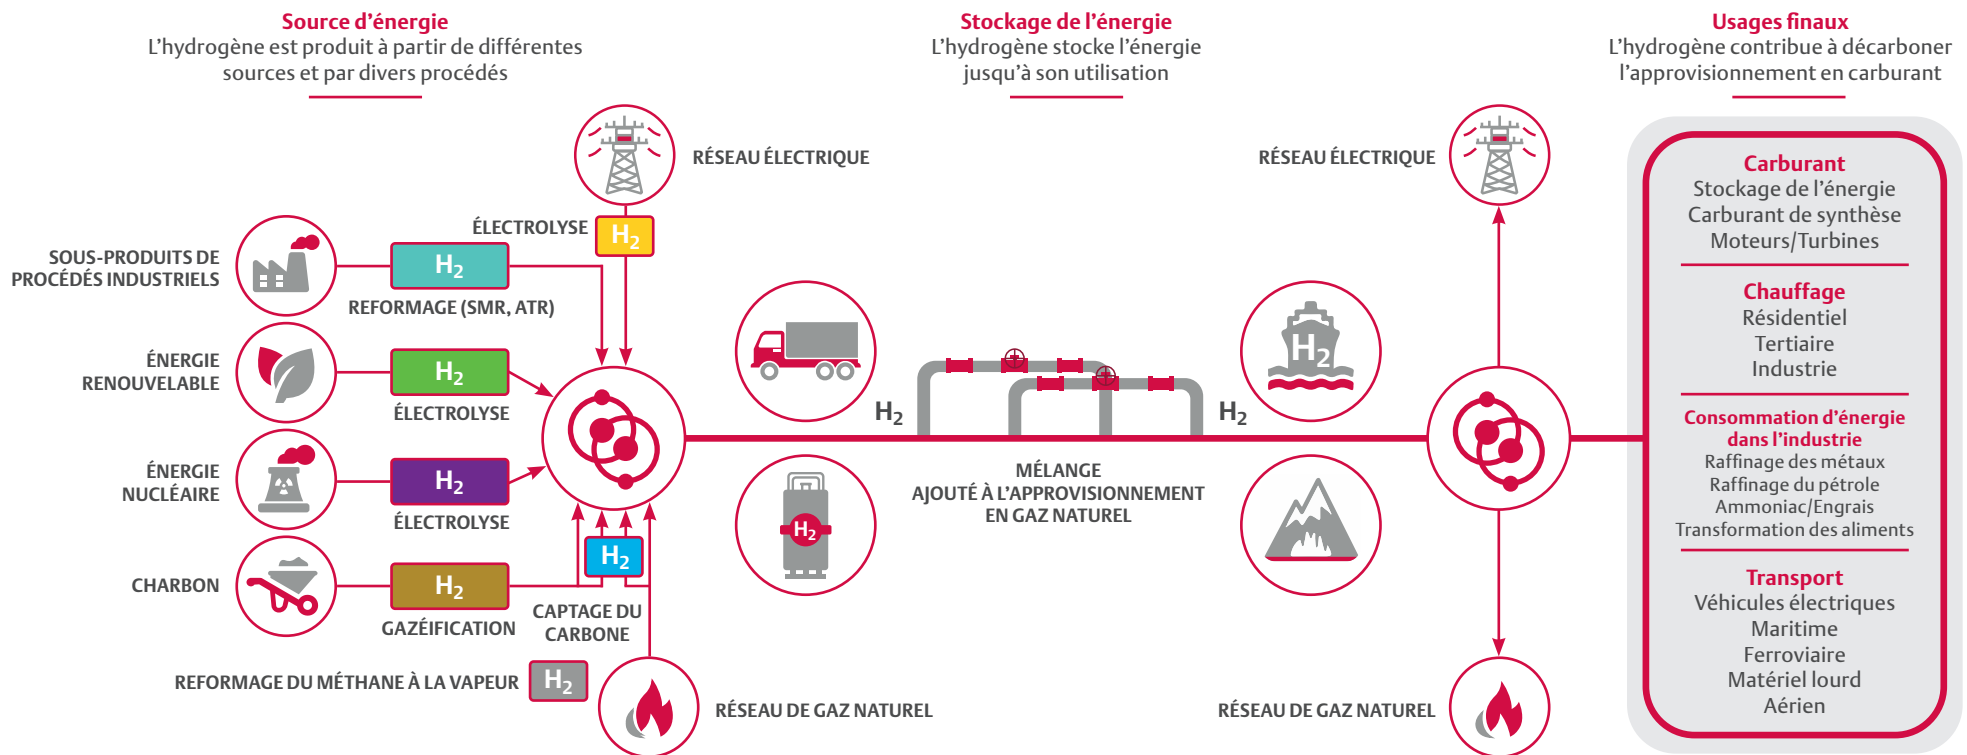 Source d’énergie
L’hydrogène est produit à partir de différentes
sources et par divers procédés
Stockage de l’énergie
L’hydrogène stocke l’énergie
jusqu’à son utilisation
Usages finaux
L’hydrogène contribue à décarboner
l’approvisionnement en carburant
RÉSEAU ÉLECTRIQUE
ÉLECTROLYSE
H₂
SOUS-PRODUITS DE
PROCÉDÉS INDUSTRIELS
H₂
REFORMAGE (SMR, ATR)
ÉNERGIE
RENOUVELABLE
H₂
ÉLECTROLYSE
ÉNERGIE
NUCLÉAIRE
H₂
ÉLECTROLYSE
CHARBON
H₂
GAZÉIFICATION
H₂
CAPTAGE DU
CARBONE
REFORMAGE DU MÉTHANE À LA VAPEUR
H₂
RÉSEAU DE GAZ NATUREL
H₂
H₂
H₂
H₂
MÉLANGE
AJOUTÉ À L’APPROVISIONNEMENT
EN GAZ NATUREL
RÉSEAU ÉLECTRIQUE
RÉSEAU DE GAZ NATUREL
Carburant
Stockage de l’énergie
Carburant de synthèse
Moteurs/Turbines
Chauffage
Résidentiel
Tertiaire
Industrie
Consommation d’énergie
dans l’industrie
Raffinage des métaux
Raffinage du pétrole
Ammoniac/Engrais
Transformation des aliments
Transport
Véhicules électriques
Maritime
Ferroviaire
Matériel lourd
Aérien